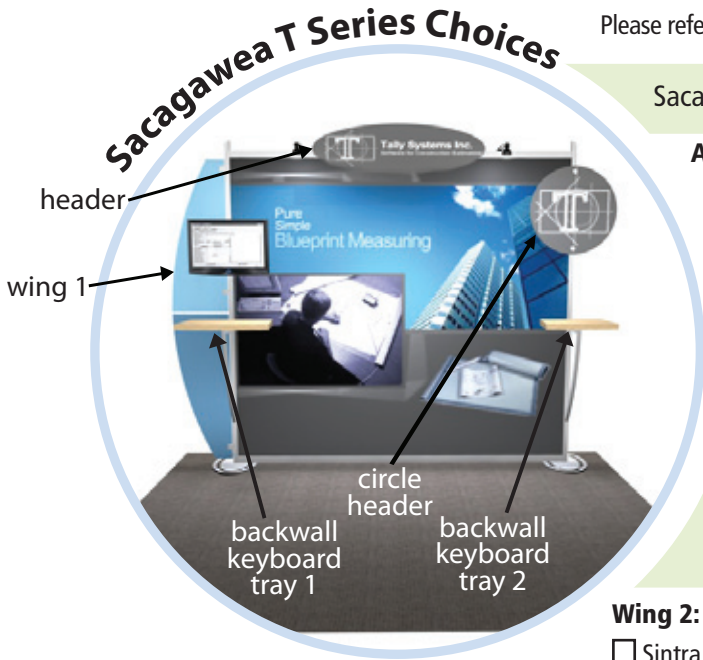 Sacagawea T Series Choices
Please refe
Saca
A
header
wing 1
T
Tally Systems Inc.
Pure
Simple
Blueprint Measuring
T
circle
header
backwall
keyboard
tray 1
backwall
keyboard
tray 2
Wing 2:
Sintra